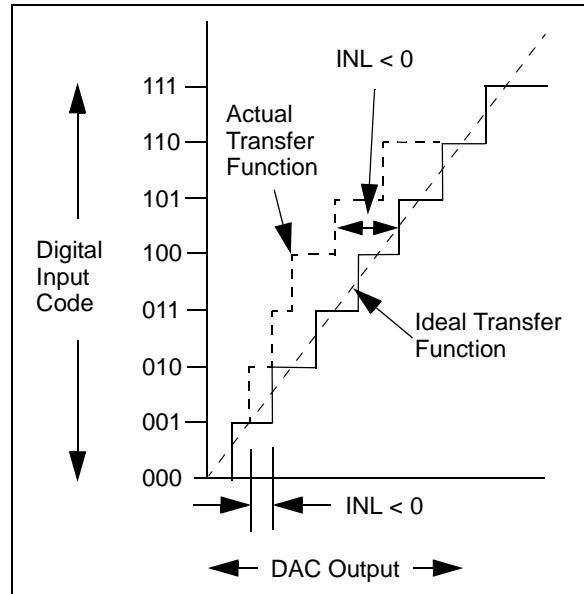 INL < 0
111
Actual
Transfer
Function
110
101
Digital
Input
Code
100
011
Ideal Transfer
Function
010
001
000
INL < 0
DAC Output